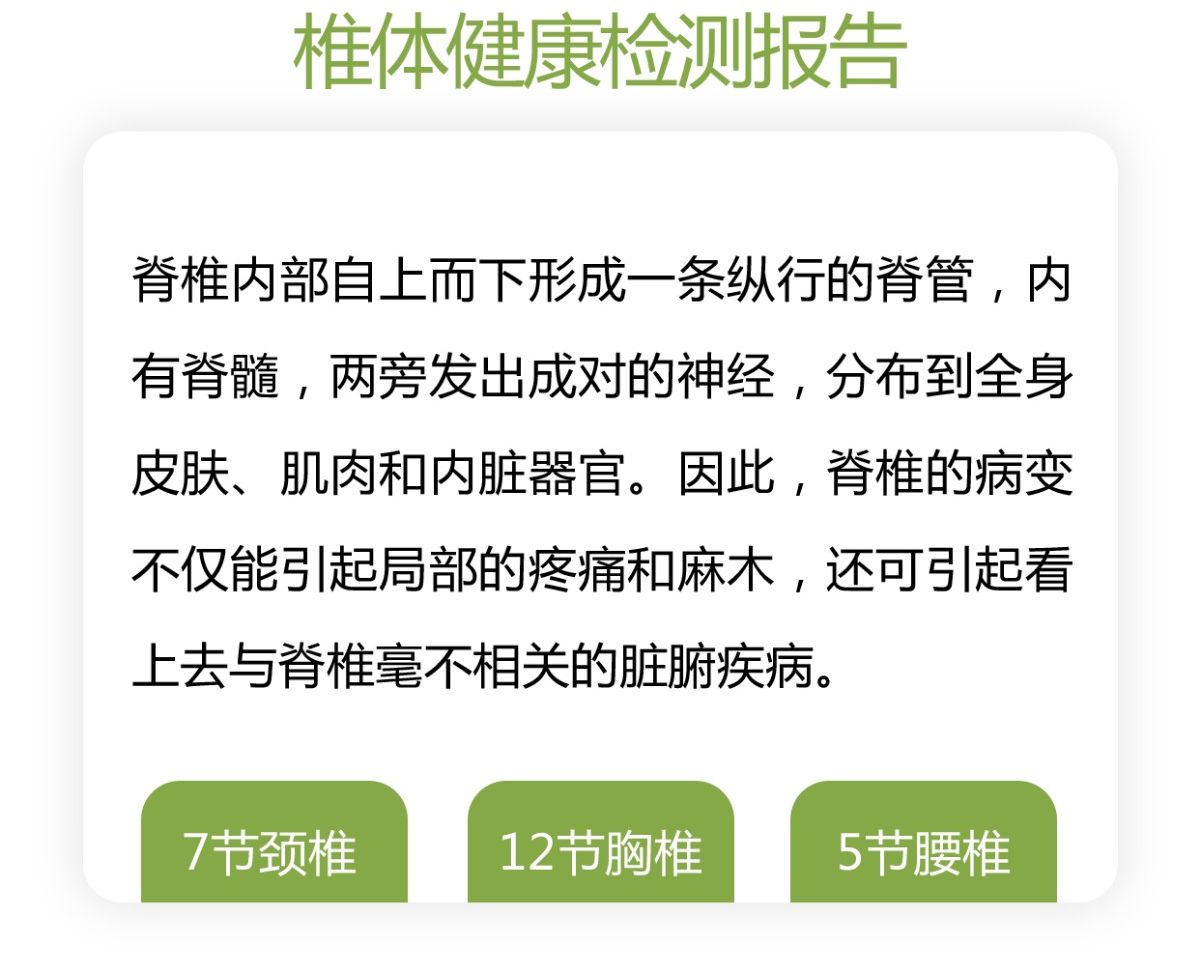 椎体健康检测报告
脊椎内部自上而下形成一条纵行的脊管，内
有脊髓，两旁发出成对的神经，分布到全身
皮肤、肌肉和内脏器官。因此，脊椎的病变
不仅能引起局部的疼痛和麻木，还可引起看
上去与脊椎毫不相关的脏腑疾病。
7节颈椎
12节胸椎
5节腰椎